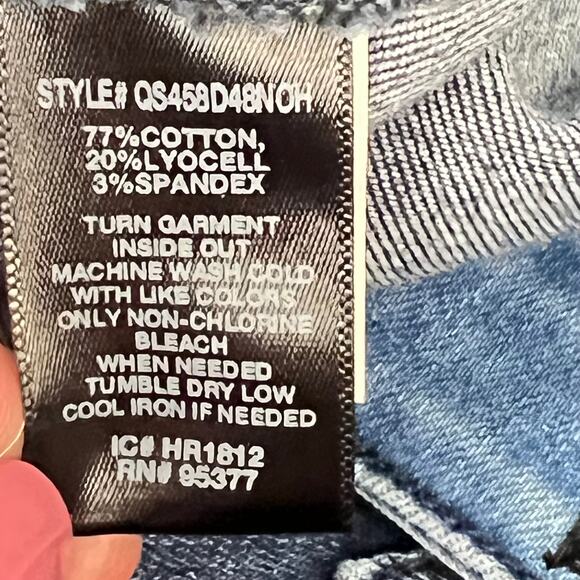 STYLE# QS458D48NOH
77%COTTON,
20%LYOCELL
3%SPANDEX
TURN GARMENT
INSIDE OUT
MACHINE WASH COLD
WITH LIKE COLORS
ONLY NON-CHLORINE
BLEACH
WHEN NEEDED
TUMBLE DRY LOW
COOL IRON IF NEEDED
IC# HR1812
RN# 95377